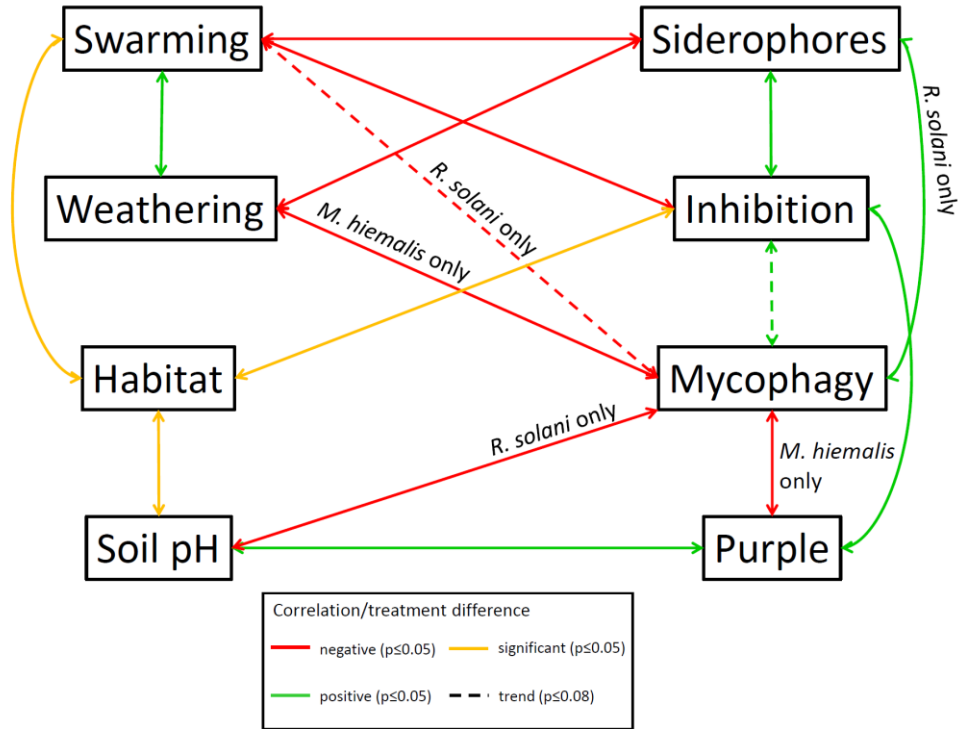 Swarming
Siderophores
R. solani only
Weathering
M. hiemalis only
R. solani only
Inhibition
Habitat
Mycophagy
R. solani only
M. hiemalis
only
Soil pH
Purple
Correlation/treatment difference
negative (p≤0.05)
significant (p≤0.05)
positive (p≤0.05)
trend (p≤0.08)